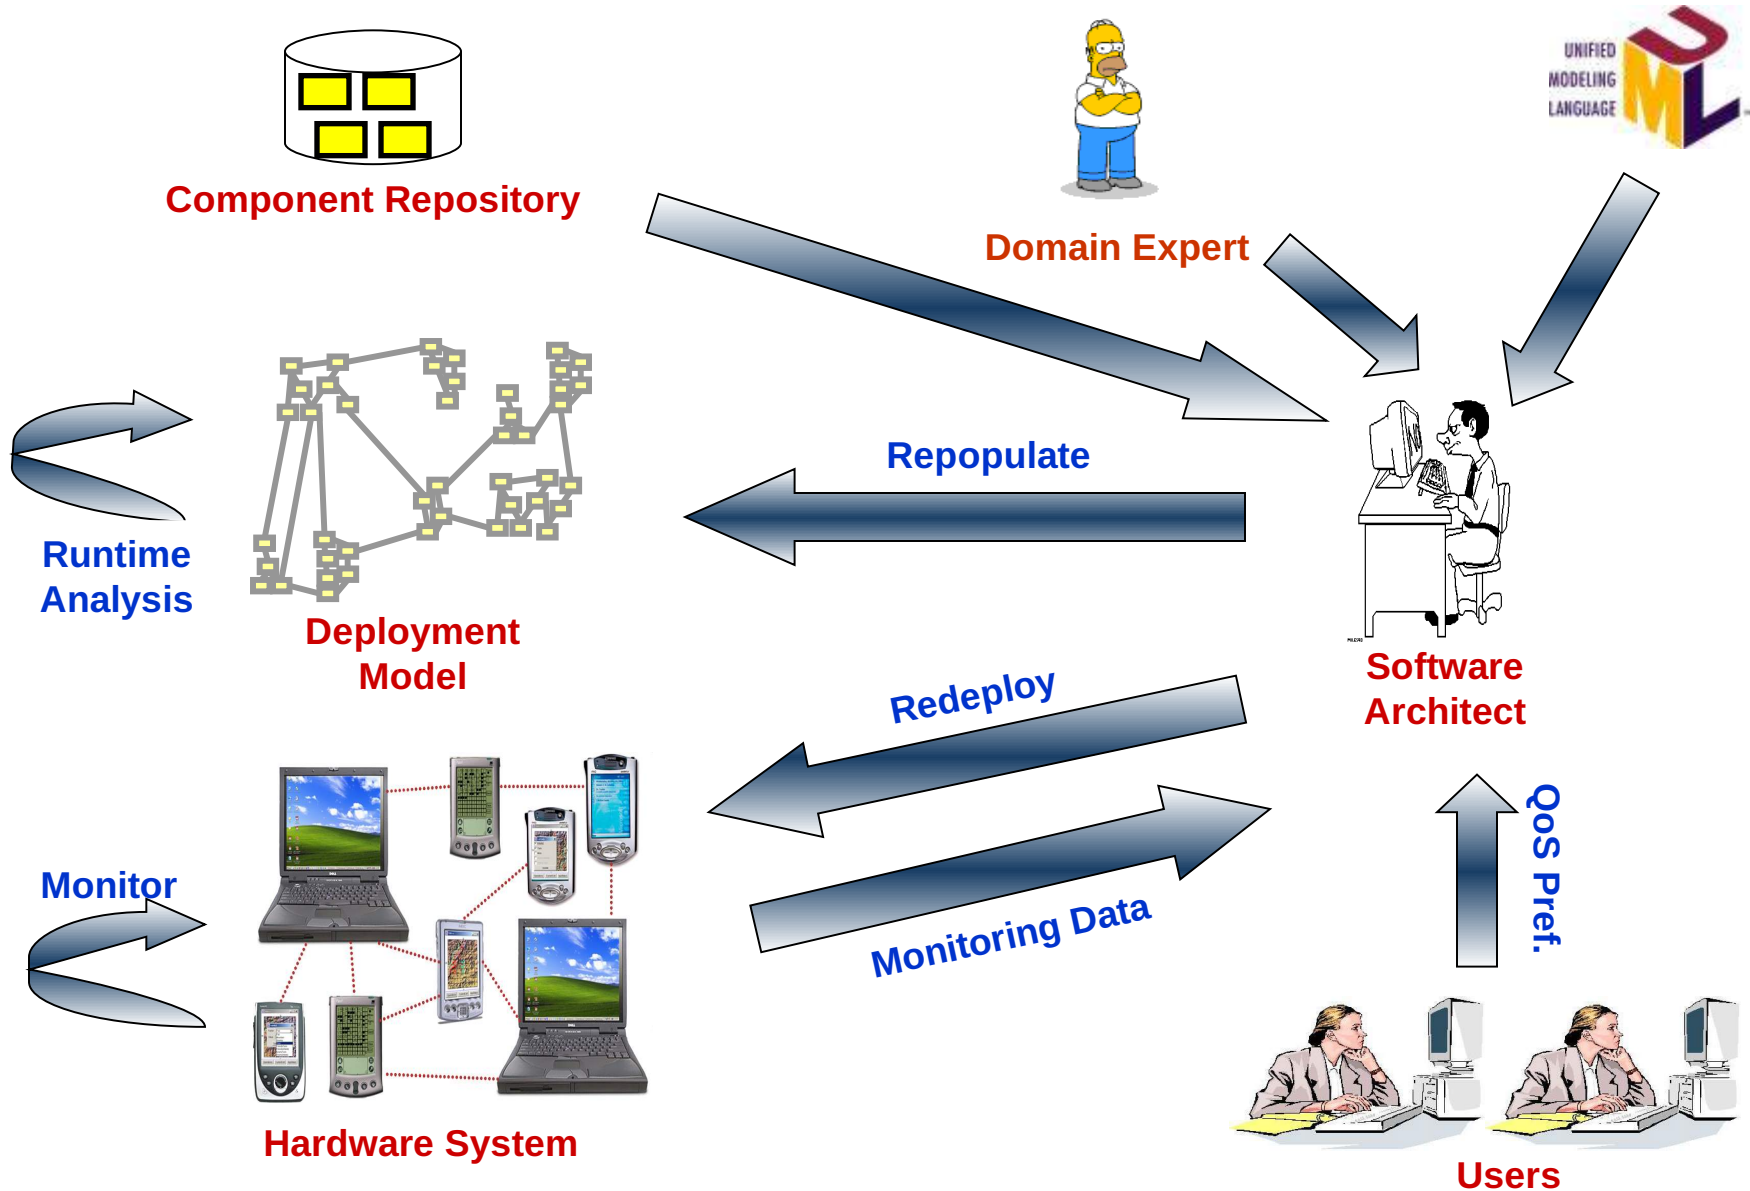 UNIFIED
MODELING
LANGUAGE
UML
Component Repository
Domain Expert
Repopulate
Runtime
Analysis
Deployment
Model
Software
Architect
Redeploy
QoS Pref.
Monitor
Monitoring Data
Hardware System
Users